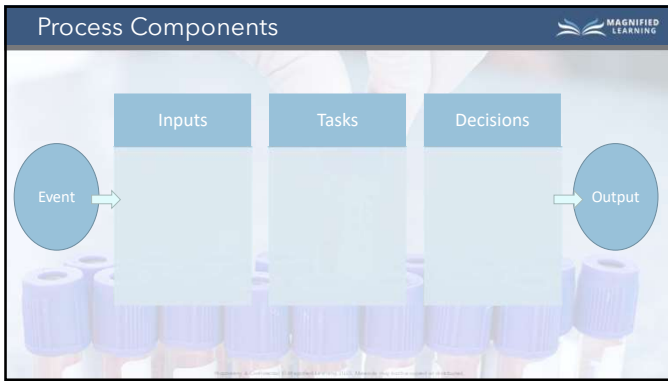 Process Components
MAGNIFIED
LEARNING
Inputs
Tasks
Decisions
Event
Output